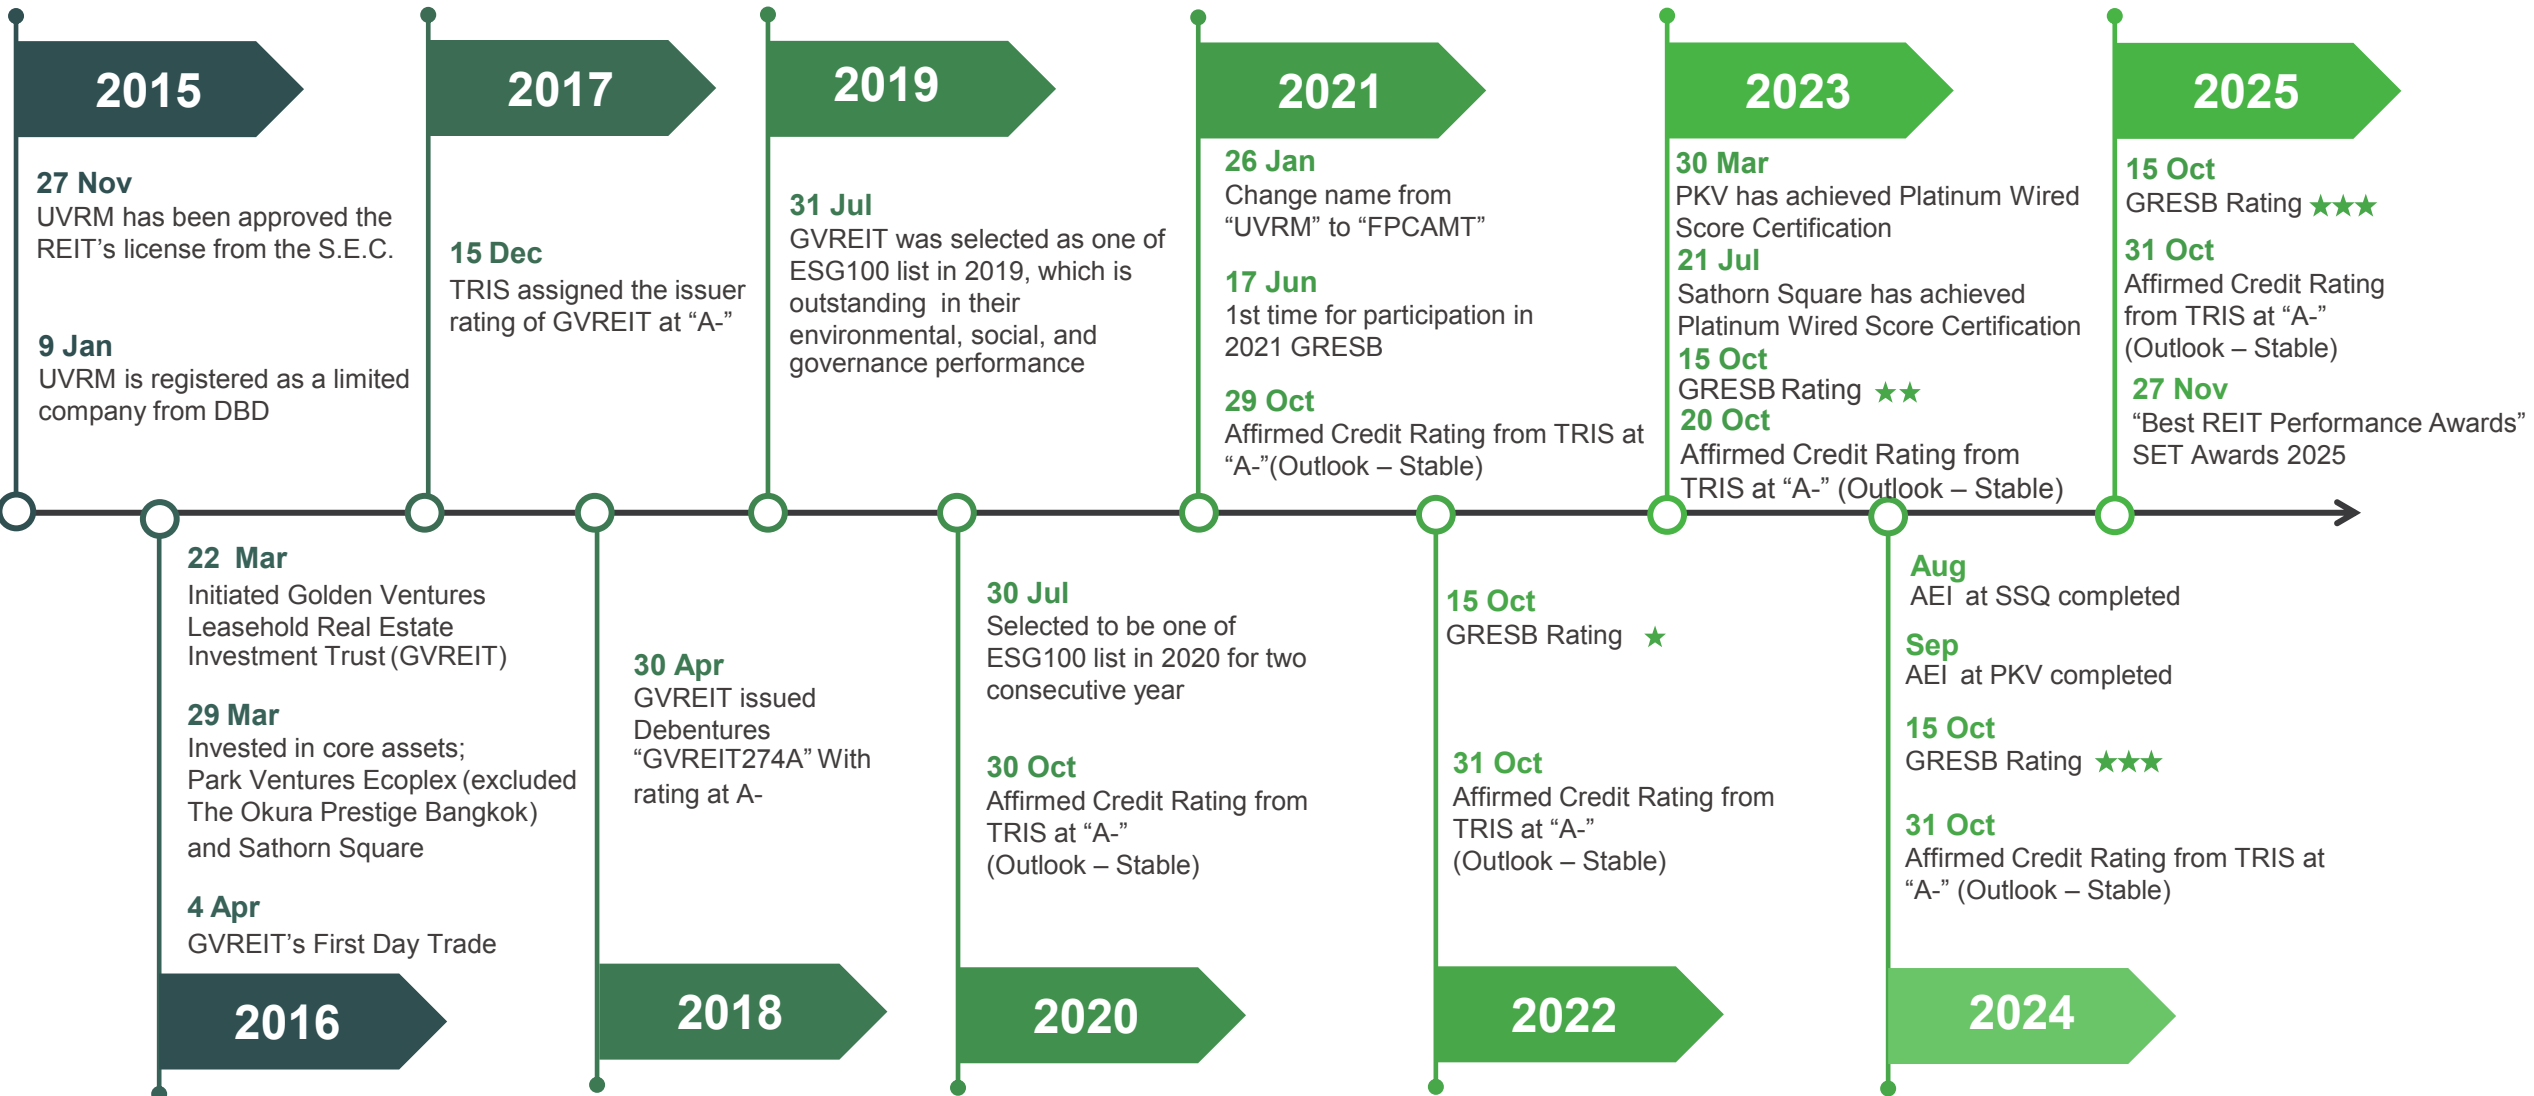 2015
27 Nov
UVRM has been approved the
REIT's license from the S.E.C.
9 Jan
UVRM is registered as a limited
company from DBD
2016
22 Mar
Initiated Golden Ventures
Leasehold Real Estate
Investment Trust (GVREIT)
29 Mar
Invested in core assets;
Park Ventures Ecoplex (excluded
The Okura Prestige Bangkok)
and Sathorn Square
4 Apr
GVREIT's First Day Trade
2017
15 Dec
TRIS assigned the issuer
rating of GVREIT at “A-”
2018
30 Apr
GVREIT issued
Debentures
“GVREIT274A” With
rating at A-
2019
31 Jul
GVREIT was selected as one of
ESG100 list in 2019, which is
outstanding in their
environmental, social, and
governance performance
2020
30 Jul
Selected to be one of
ESG100 list in 2020 for two
consecutive year
30 Oct
Affirmed Credit Rating from
TRIS at “A-”
(Outlook – Stable)
2021
26 Jan
Change name from
“UVRM” to “FPCAMT”
17 Jun
1st time for participation in
2021 GRESB
29 Oct
Affirmed Credit Rating from TRIS at
“A-”(Outlook – Stable)
2022
15 Oct
GRESB Rating ★
31 Oct
Affirmed Credit Rating from
TRIS at “A-”
(Outlook – Stable)
2023
30 Mar
PKV has achieved Platinum Wired
Score Certification
21 Jul
Sathorn Square has achieved
Platinum Wired Score Certification
15 Oct
GRESB Rating ★★
20 Oct
Affirmed Credit Rating from
TRIS at “A-” (Outlook – Stable)
2024
Aug
AEI at SSQ completed
Sep
AEI at PKV completed
15 Oct
GRESB Rating ★★★
31 Oct
Affirmed Credit Rating from TRIS at
“A-” (Outlook – Stable)
2025
15 Oct
GRESB Rating ★★★
31 Oct
Affirmed Credit Rating
from TRIS at “A-”
(Outlook – Stable)
27 Nov
“Best REIT Performance Awards”
SET Awards 2025